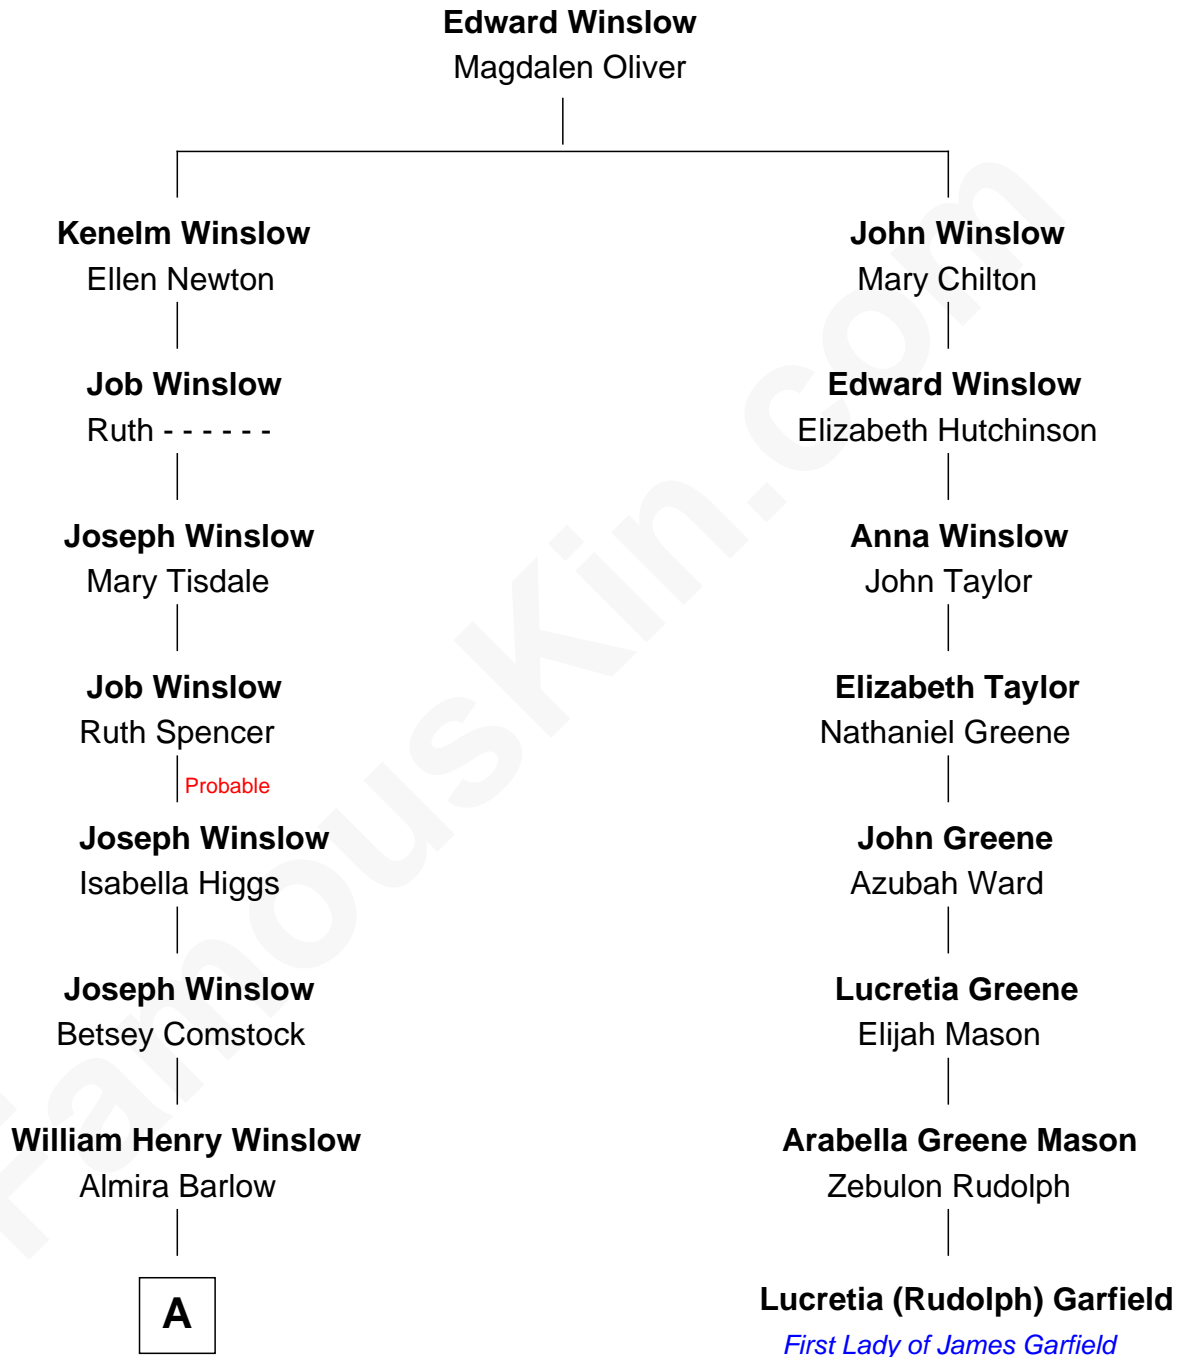 Edward Winslow
Magdalen Oliver
Kenelm Winslow
Ellen Newton
Job Winslow
Ruth - - - - - -
Joseph Winslow
Mary Tisdale
Job Winslow
Ruth Spencer
Probable
Joseph Winslow
Isabella Higgs
Joseph Winslow
Betsey Comstock
William Henry Winslow
Almira Barlow
A
John Winslow
Mary Chilton
Edward Winslow
Elizabeth Hutchinson
Anna Winslow
John Taylor
Elizabeth Taylor
Nathaniel Greene
John Greene
Azubah Ward
Lucretia Greene
Elijah Mason
Arabella Greene Mason
Zebulon Rudolph
Lucretia (Rudolph) Garfield
First Lady of James Garfield
FamousKin.com